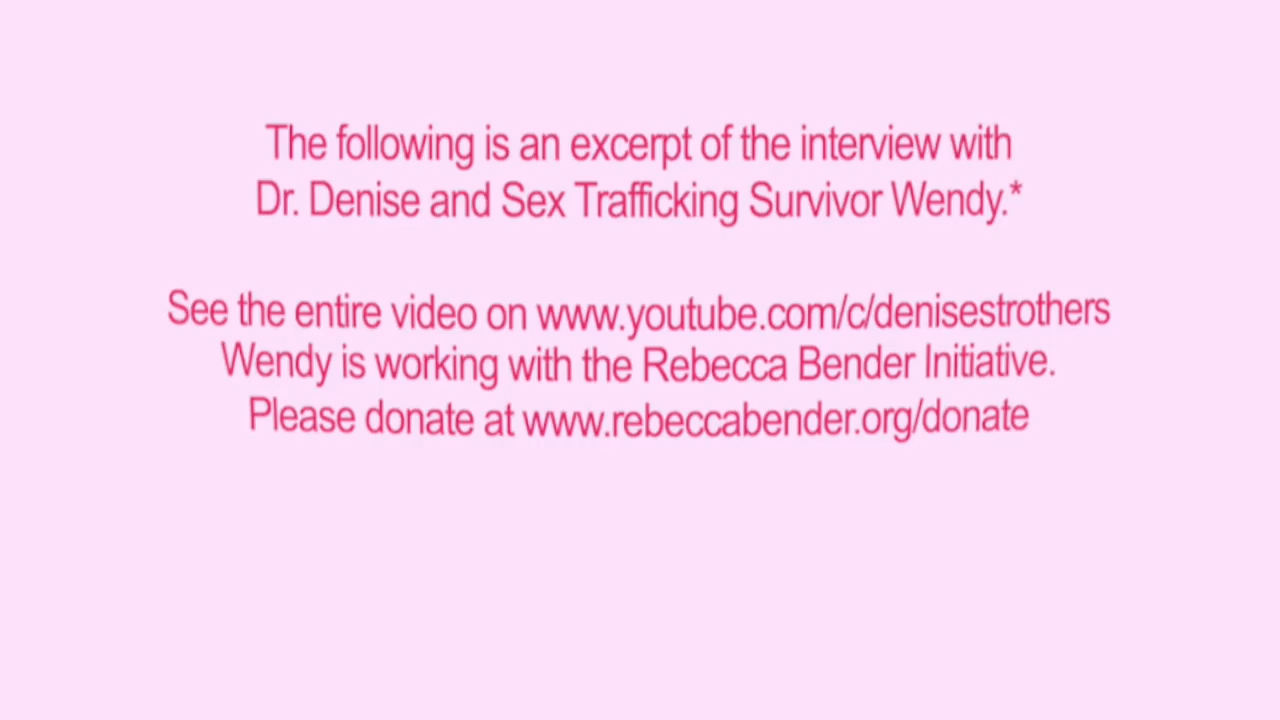 The following is an excerpt of the interview with
Dr. Denise and Sex Trafficking Survivor Wendy.*
See the entire video on www.youtube.com/c/denisestrothers
Wendy is working with the Rebecca Bender Initiative.
Please donate at www.rebeccabender.org/donate